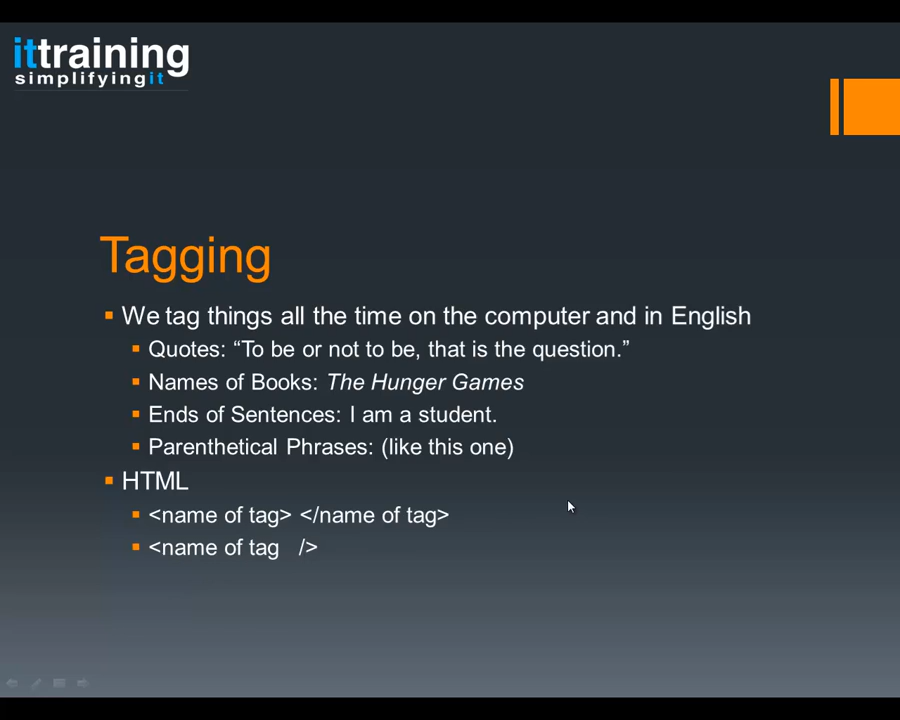 ittraining
simplifyingit
Tagging
We tag things all the time on the computer and in English
Quotes: “To be or not to be, that is the question.”
Names of Books: The Hunger Games
Ends of Sentences: I am a student.
Parenthetical Phrases: (like this one)
HTML
<name of tag> </name of tag>
<name of tag />